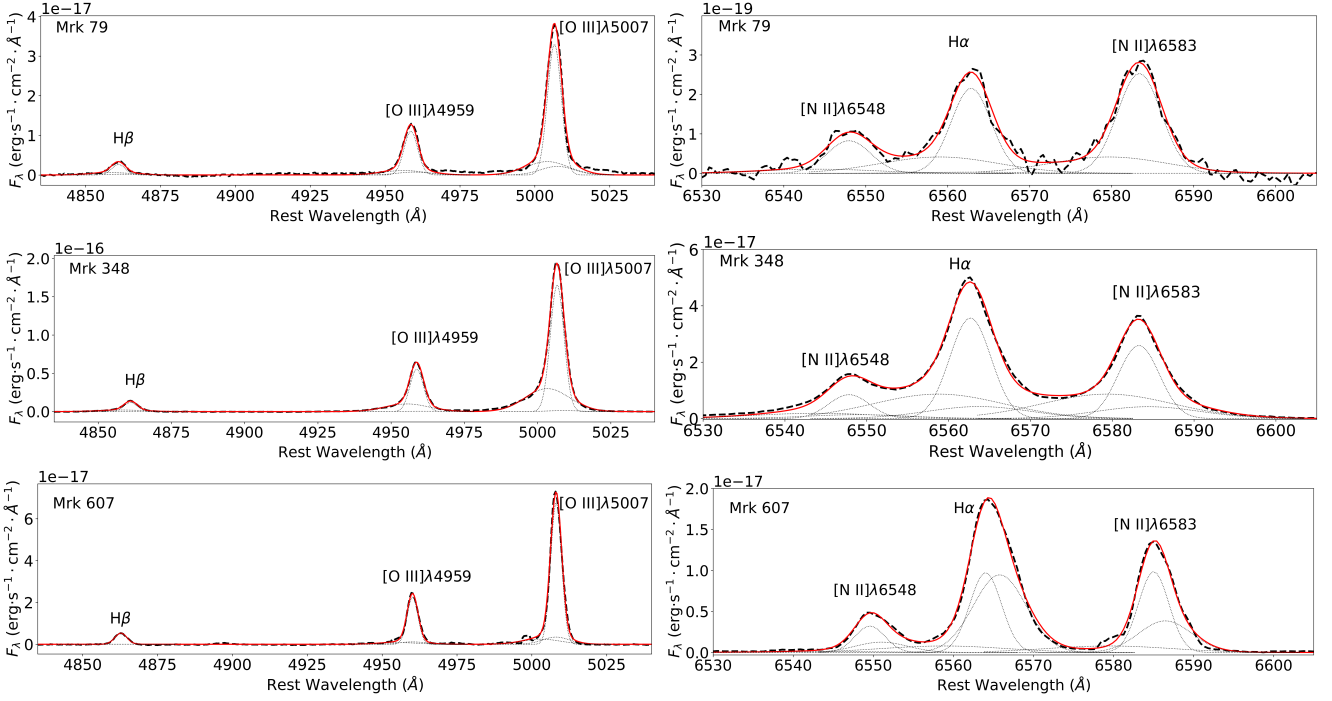 1e−17
Mrk 79
[O III]λ5007
[O III]λ4959
Hβ
F_λ (erg·s⁻¹ · cm⁻² · Å⁻¹)
4
3
2
1
0
4850 4875 4900 4925 4950 4975 5000 5025
Rest Wavelength (Å)
1e−19
Mrk 79
Hα
[N II]λ6583
[N II]λ6548
F_λ (erg·s⁻¹ · cm⁻² · Å⁻¹)
3
2
1
0
6530 6540 6550 6560 6570 6580 6590 6600
Rest Wavelength (Å)
1e−16
Mrk 348
[O III]λ5007
[O III]λ4959
Hβ
F_λ (erg·s⁻¹ · cm⁻² · Å⁻¹)
2.0
1.5
1.0
0.5
0.0
4850 4875 4900 4925 4950 4975 5000 5025
Rest Wavelength (Å)
1e−17
Mrk 348
Hα
[N II]λ6583
[N II]λ6548
F_λ (erg·s⁻¹ · cm⁻² · Å⁻¹)
6
4
2
0
6530 6540 6550 6560 6570 6580 6590 6600
Rest Wavelength (Å)
1e−17
Mrk 607
[O III]λ5007
[O III]λ4959
Hβ
F_λ (erg·s⁻¹ · cm⁻² · Å⁻¹)
6
4
2
0
4850 4875 4900 4925 4950 4975 5000 5025
Rest Wavelength (Å)
1e−17
Mrk 607
Hα
[N II]λ6583
[N II]λ6548
F_λ (erg·s⁻¹ · cm⁻² · Å⁻¹)
2.0
1.5
1.0
0.5
0.0
6530 6540 6550 6560 6570 6580 6590 6600
Rest Wavelength (Å)